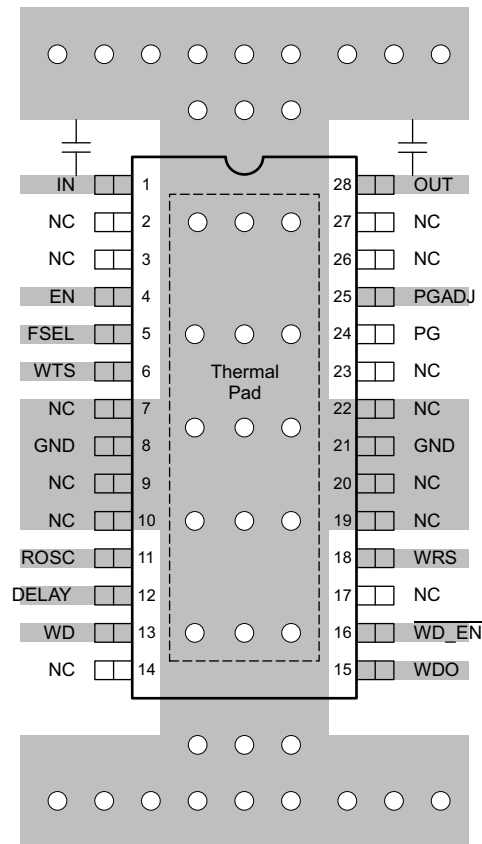 IN 1 28 OUT
NC 2 27 NC
NC 3 26 NC
EN 4 25 PGADJ
FSEL 5 24 PG
WTS 6 Thermal 23 NC
Pad
NC 7 22 NC
GND 8 21 GND
NC 9 20 NC
NC 10 19 NC
ROSC 11 18 WRS
DELAY 12 17 NC
WD 13 16 WD_EN
NC 14 15 WDO